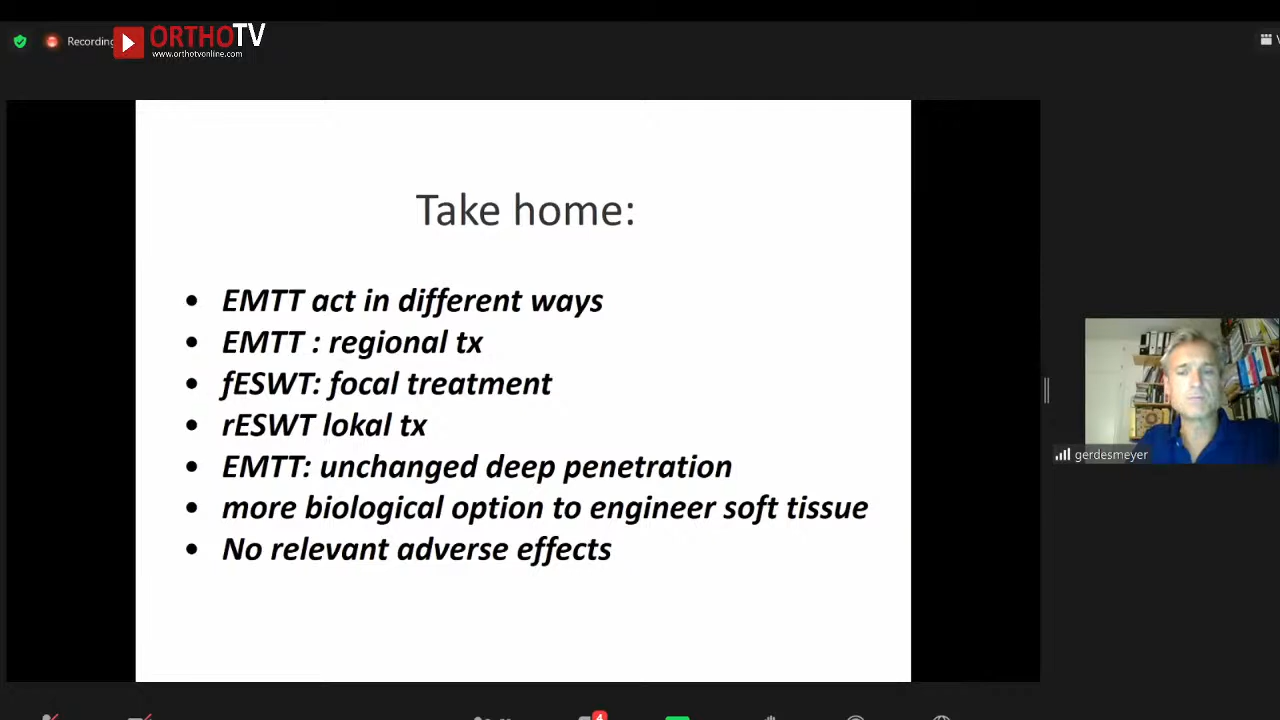 Recording
ORTHOTV
www.orthotvonline.com
Take home:
• EMTT act in different ways
• EMTT : regional tx
• fESWT: focal treatment
• rESWT lokal tx
• EMTT: unchanged deep penetration
• more biological option to engineer soft tissue
• No relevant adverse effects
gerdesmeyer
4